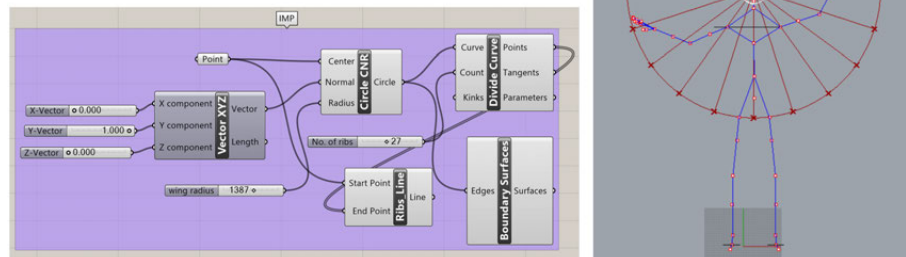 IMP
Point
Center
Normal
Radius
Circle CNR
Circle
Curve
Count
Kinks
Divide Curve
Points
Tangents
Parameters
X-Vector 0.000
Y-Vector 1.000
Z-Vector 0.000
X component
Y component
Z component
Vector XYZ
Vector
Length
No. of ribs 27
wing radius 1387
Start Point
End Point
Ribs_Line
Line
Edges
Boundary Surfaces
Surfaces